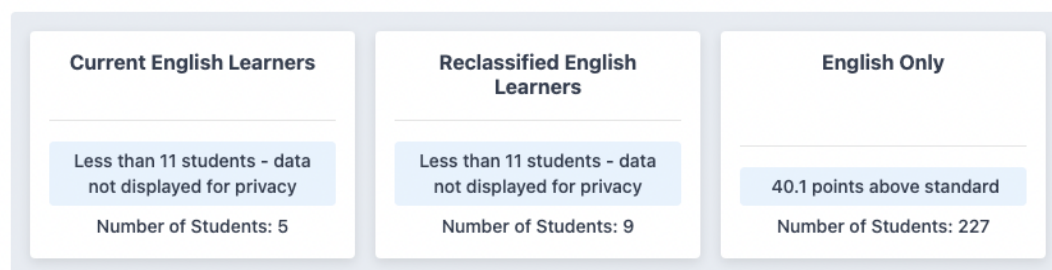 Current English Learners
Less than 11 students - data
not displayed for privacy
Number of Students: 5
Reclassified English
Learners
Less than 11 students - data
not displayed for privacy
Number of Students: 9
English Only
40.1 points above standard
Number of Students: 227